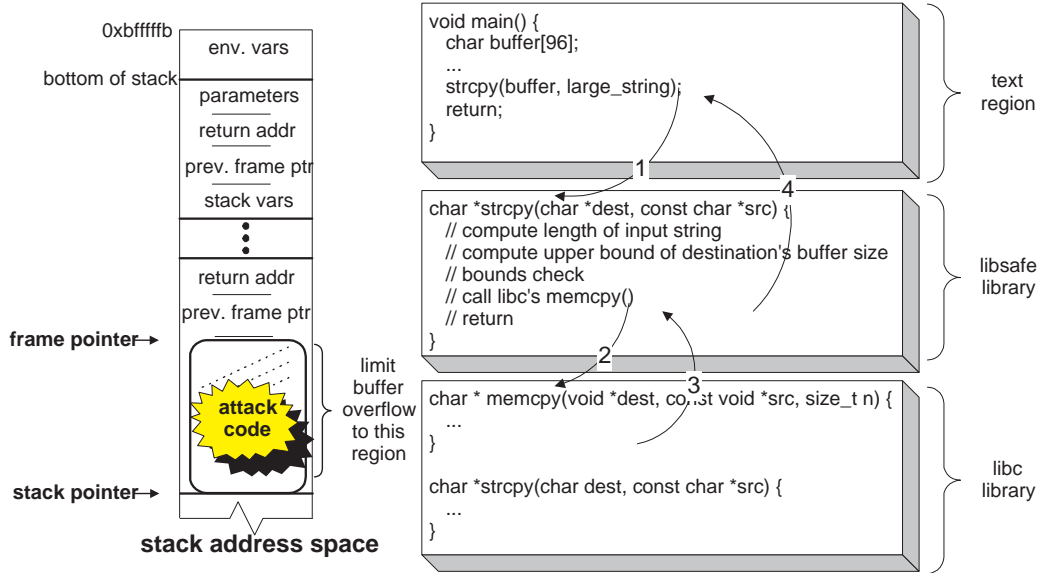 0xbfffffb
env. vars
bottom of stack
parameters
return addr
prev. frame ptr
stack vars
return addr
prev. frame ptr
frame pointer
attack
code
limit
buffer
overflow
to this
region
stack pointer
stack address space
void main() {
char buffer[96];
...
strcpy(buffer, large_string);
return;
}
text
region
1
4
char *strcpy(char *dest, const char *src) {
// compute length of input string
// compute upper bound of destination's buffer size
// bounds check
// call libc's memcpy()
// return
}
libsafe
library
2
3
char * memcpy(void *dest, const void *src, size_t n) {
...
}
char *strcpy(char dest, const char *src) {
...
}
libc
library